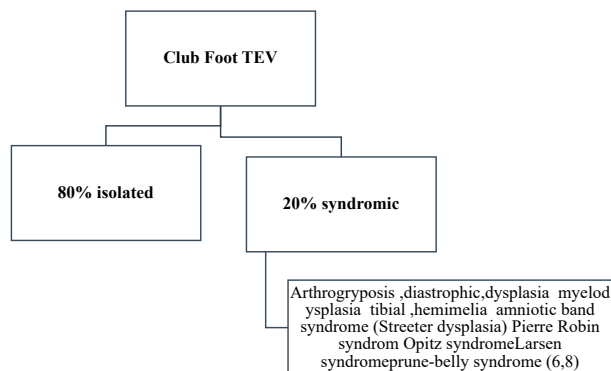 Club Foot TEV
80% isolated
20% syndromic
Arthrogryposis ,diastrophic,dysplasia myelod
ysplasia tibial ,hemimelia amniotic band
syndrome (Streeter dysplasia) Pierre Robin
syndrom Opitz syndromeLarsen
syndromeprune-belly syndrome (6,8)